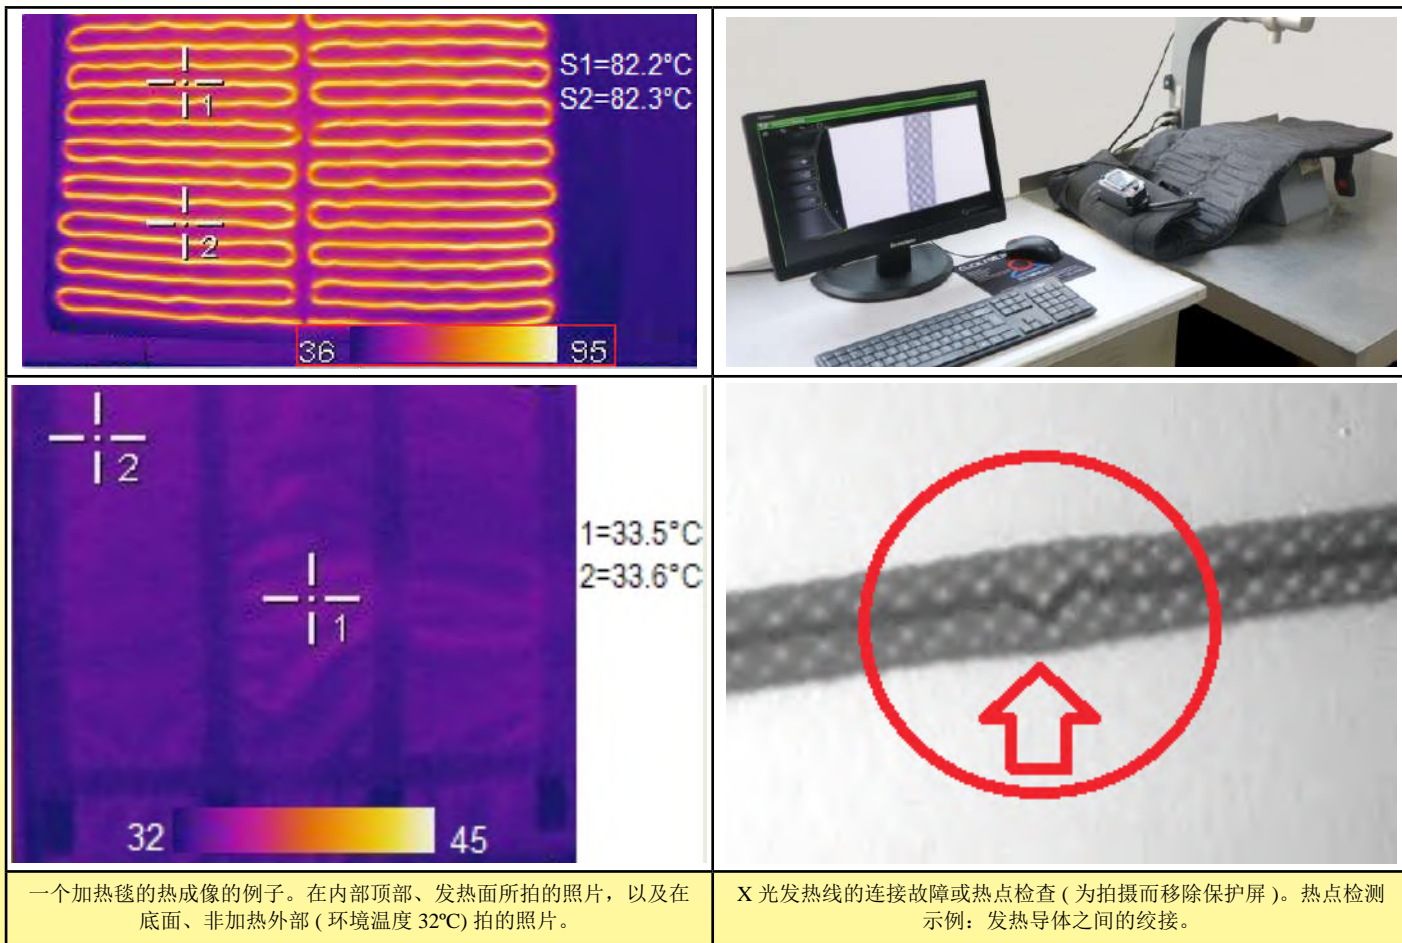 S1=82.2°C
S2=82.3°C
1
2
36
95
2
1=33.5°C
2=33.6°C
1
32
45
一个加热毯的热成像的例子。在内部顶部、发热面所拍的照片，以及在
底面、非加热外部 ( 环境温度 32ºC) 拍的照片。
X 光发热线的连接故障或热点检查 ( 为拍摄而移除保护屏 )。热点检测
示例：发热导体之间的绞接。